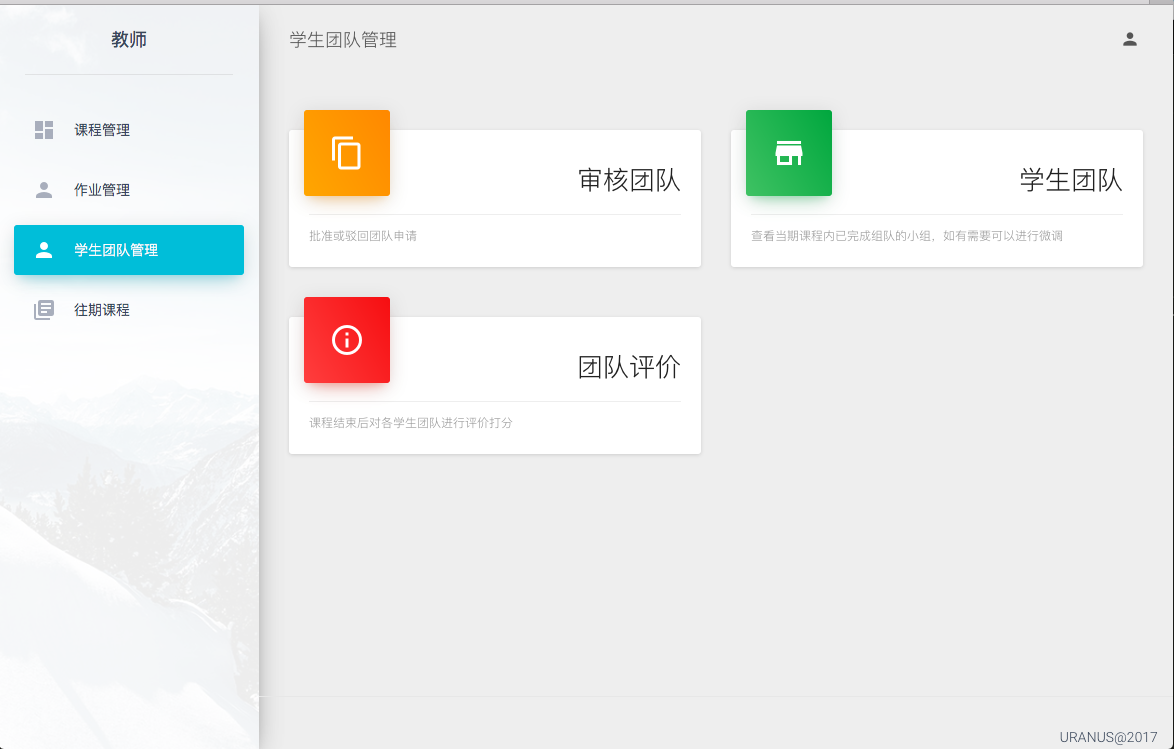 教师
课程管理
作业管理
学生团队管理
往期课程
学生团队管理
审核团队
批准或驳回团队申请
学生团队
查看当期课程内已完成组队的小组，如有需要可以进行微调
团队评价
课程结束后对各学生团队进行评价打分
URANUS@2017